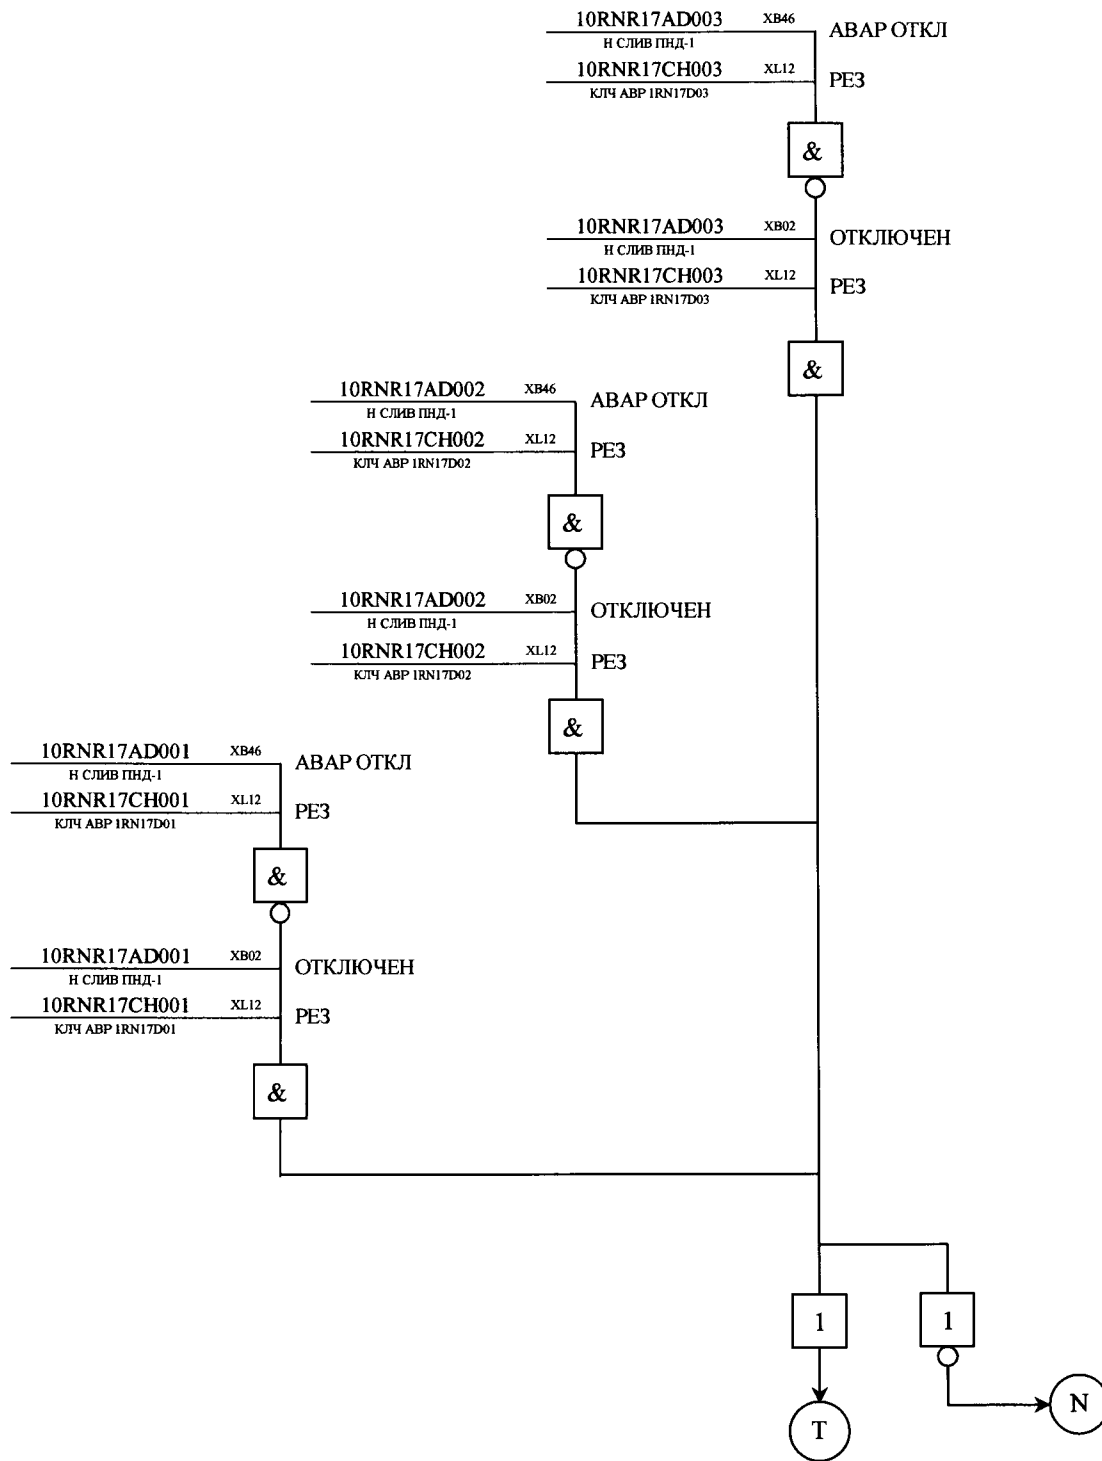 10RNR17AD003 XB46 АВАР ОТКЛ
Н СЛИВ ПНД-1
10RNR17CH003 XL12 РЕЗ
КЛЧ АВР 1RN17D03
&
10RNR17AD003 XB02 ОТКЛЮЧЕН
Н СЛИВ ПНД-1
10RNR17CH003 XL12 РЕЗ
КЛЧ АВР 1RN17D03
&
10RNR17AD002 XB46 АВАР ОТКЛ
Н СЛИВ ПНД-1
10RNR17CH002 XL12 РЕЗ
КЛЧ АВР 1RN17D02
&
10RNR17AD002 XB02 ОТКЛЮЧЕН
Н СЛИВ ПНД-1
10RNR17CH002 XL12 РЕЗ
КЛЧ АВР 1RN17D02
&
10RNR17AD001 XB46 АВАР ОТКЛ
Н СЛИВ ПНД-1
10RNR17CH001 XL12 РЕЗ
КЛЧ АВР 1RN17D01
&
10RNR17AD001 XB02 ОТКЛЮЧЕН
Н СЛИВ ПНД-1
10RNR17CH001 XL12 РЕЗ
КЛЧ АВР 1RN17D01
&
1 1
T N